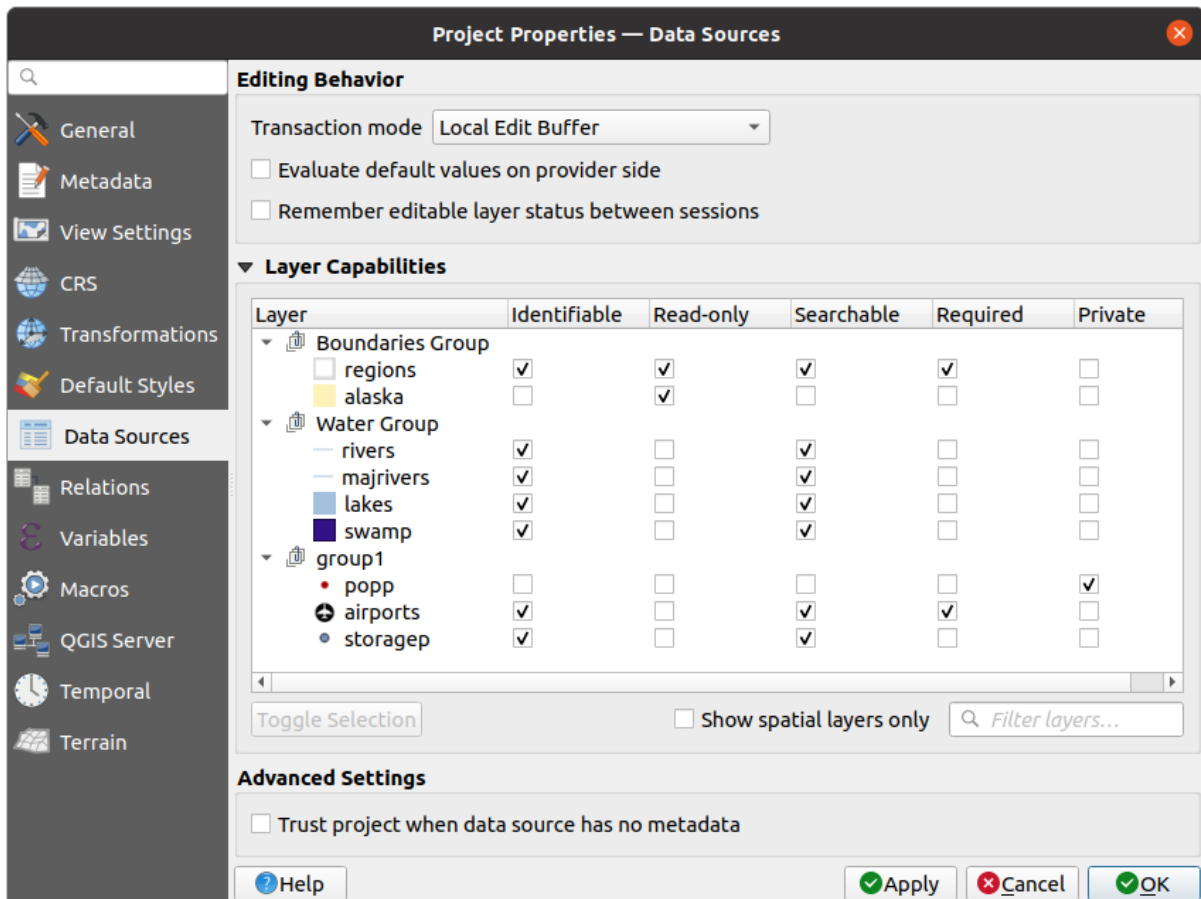 Project Properties — Data Sources
General
Metadata
View Settings
CRS
Transformations
Default Styles
Data Sources
Relations
Variables
Macros
QGIS Server
Temporal
Terrain
Editing Behavior
Transaction mode Local Edit Buffer
Evaluate default values on provider side
Remember editable layer status between sessions
Layer Capabilities
Layer Identifiable Read-only Searchable Required Private
Boundaries Group
regions
alaska
Water Group
rivers
majrivers
lakes
swamp
group1
popp
airports
storagep
Toggle Selection Show spatial layers only Filter layers...
Advanced Settings
Trust project when data source has no metadata
Help Apply Cancel OK